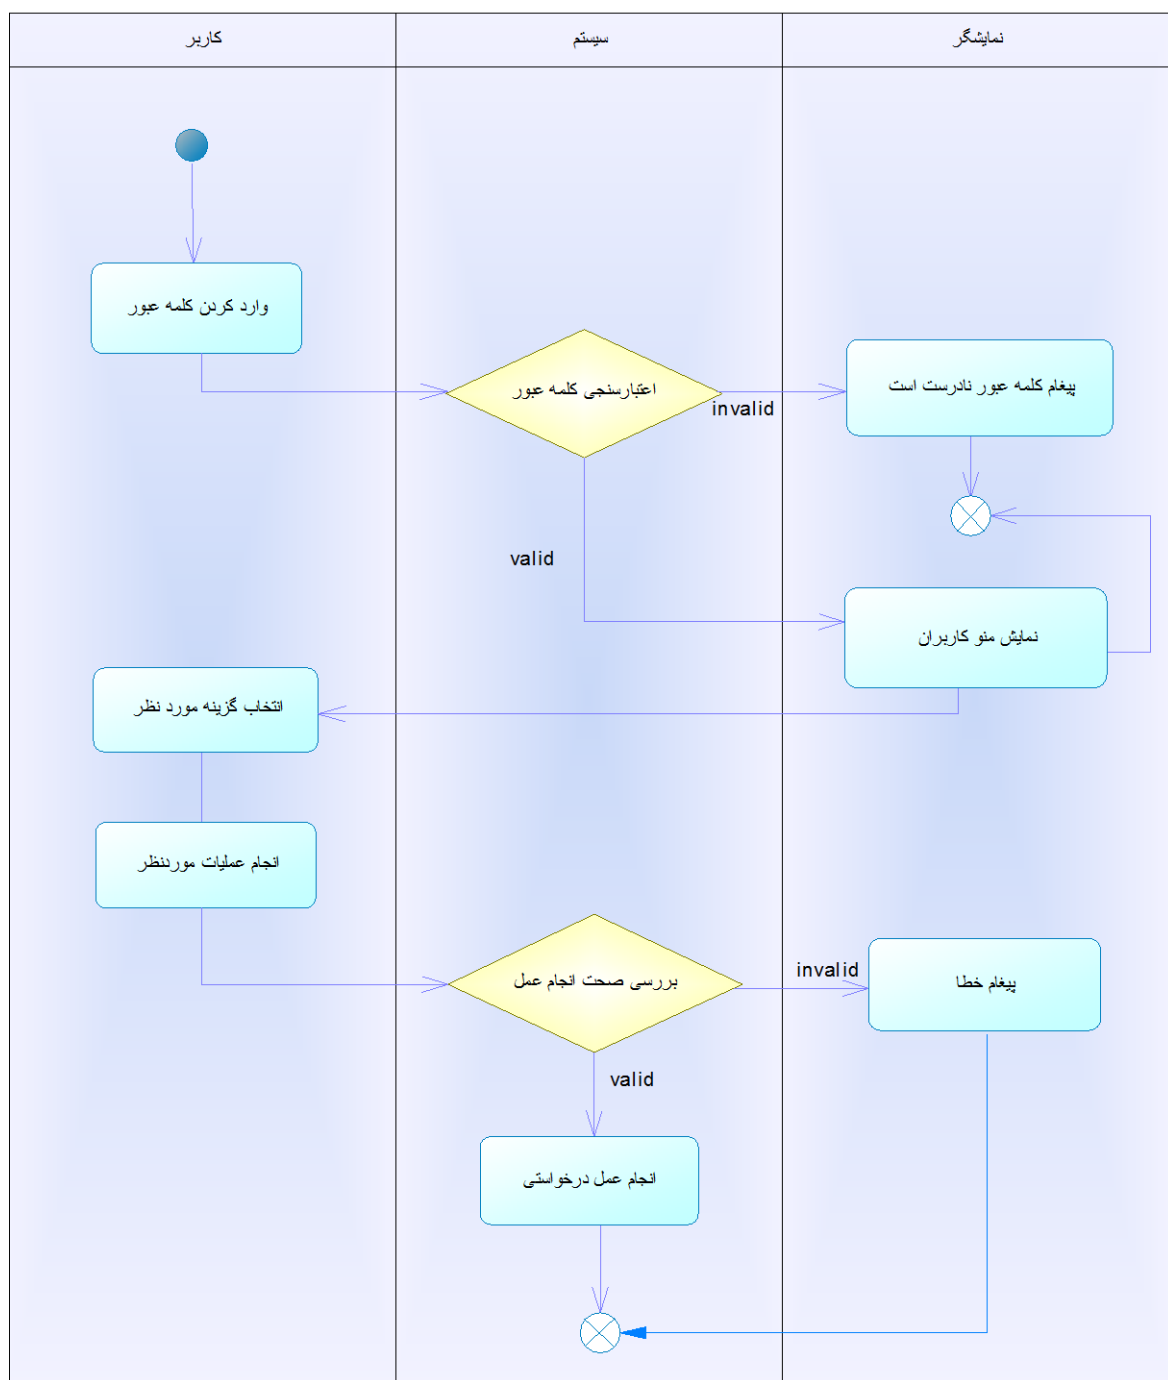 کاربر
سیستم
نمایشگر
وارد کردن کلمه عبور
اعتبارسنجی کلمه عبور
invalid
پیغام کلمه عبور نادرست است
valid
نمایش منو کاربران
انتخاب گزینه مورد نظر
انجام عملیات موردنظر
بررسی صحت انجام عمل
invalid
پیغام خطا
valid
انجام عمل درخواستی